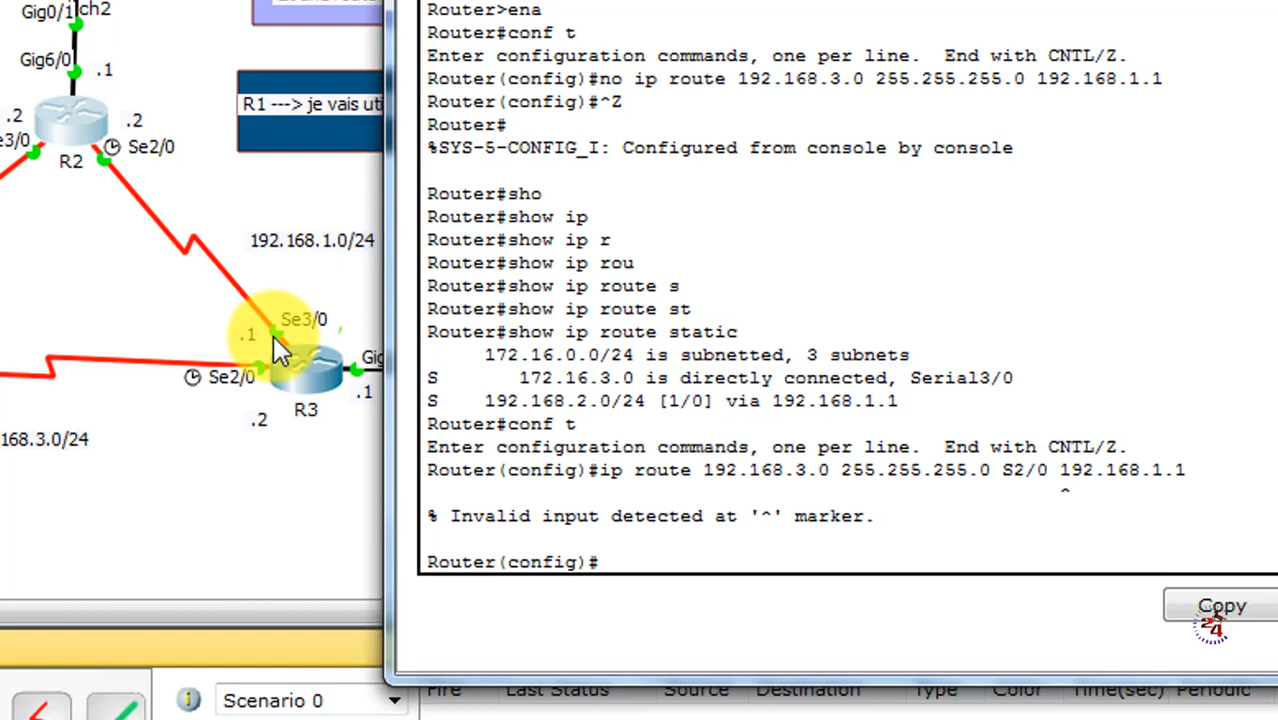 Gig0/1
ch2
Gig6/0
.1
.2
.2
e3/0
Se2/0
R2
R1 ---> je vais uti
192.168.1.0/24
Se3/0
.1
Gig
Se2/0
.1
R3
.2
168.3.0/24
Router>ena
Router#conf t
Enter configuration commands, one per line.  End with CNTL/Z.
Router(config)#no ip route 192.168.3.0 255.255.255.0 192.168.1.1
Router(config)#^Z
Router#
%SYS-5-CONFIG_I: Configured from console by console
Router#sho
Router#show ip
Router#show ip r
Router#show ip rou
Router#show ip route s
Router#show ip route st
Router#show ip route static
172.16.0.0/24 is subnetted, 3 subnets
S       172.16.3.0 is directly connected, Serial3/0
S    192.168.2.0/24 [1/0] via 192.168.1.1
Router#conf t
Enter configuration commands, one per line.  End with CNTL/Z.
Router(config)#ip route 192.168.3.0 255.255.255.0 S2/0 192.168.1.1
^
% Invalid input detected at '^' marker.
Router(config)#
Copy
24
Scenario 0
Fire Last Status Source Destination Type Color Time(sec) Periodic